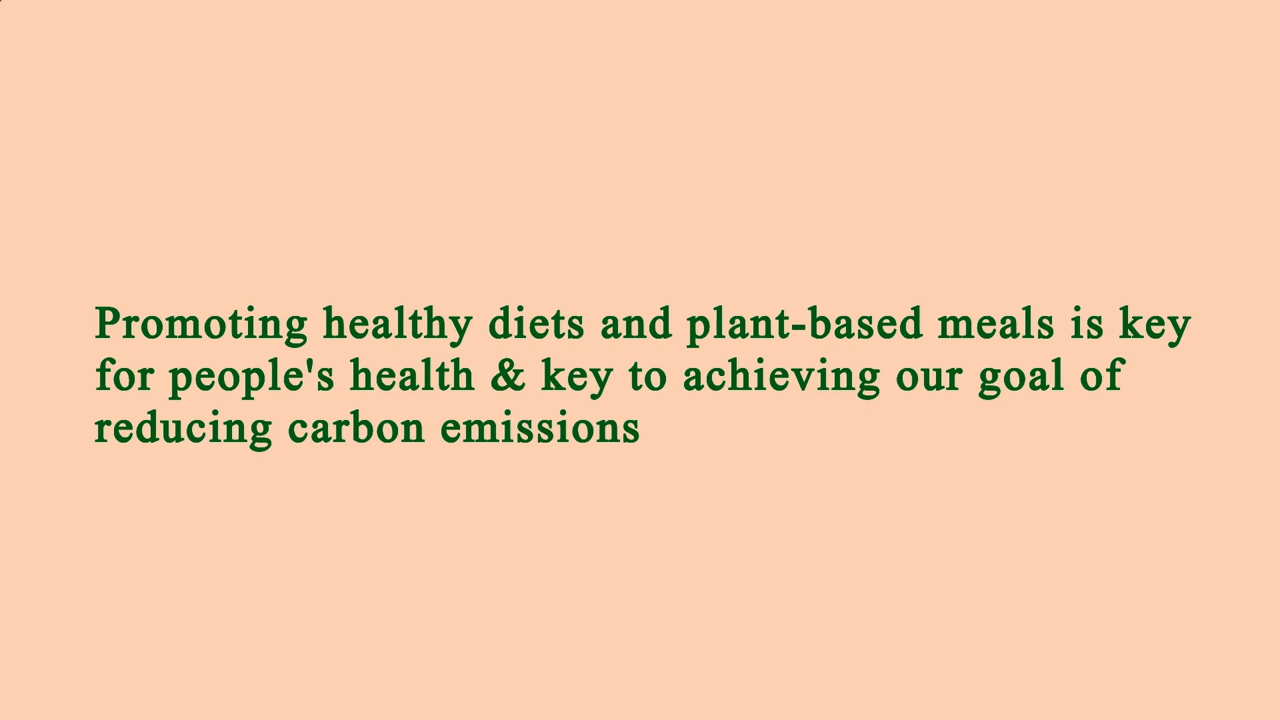 Promoting healthy diets and plant-based meals is key
for people's health & key to achieving our goal of
reducing carbon emissions